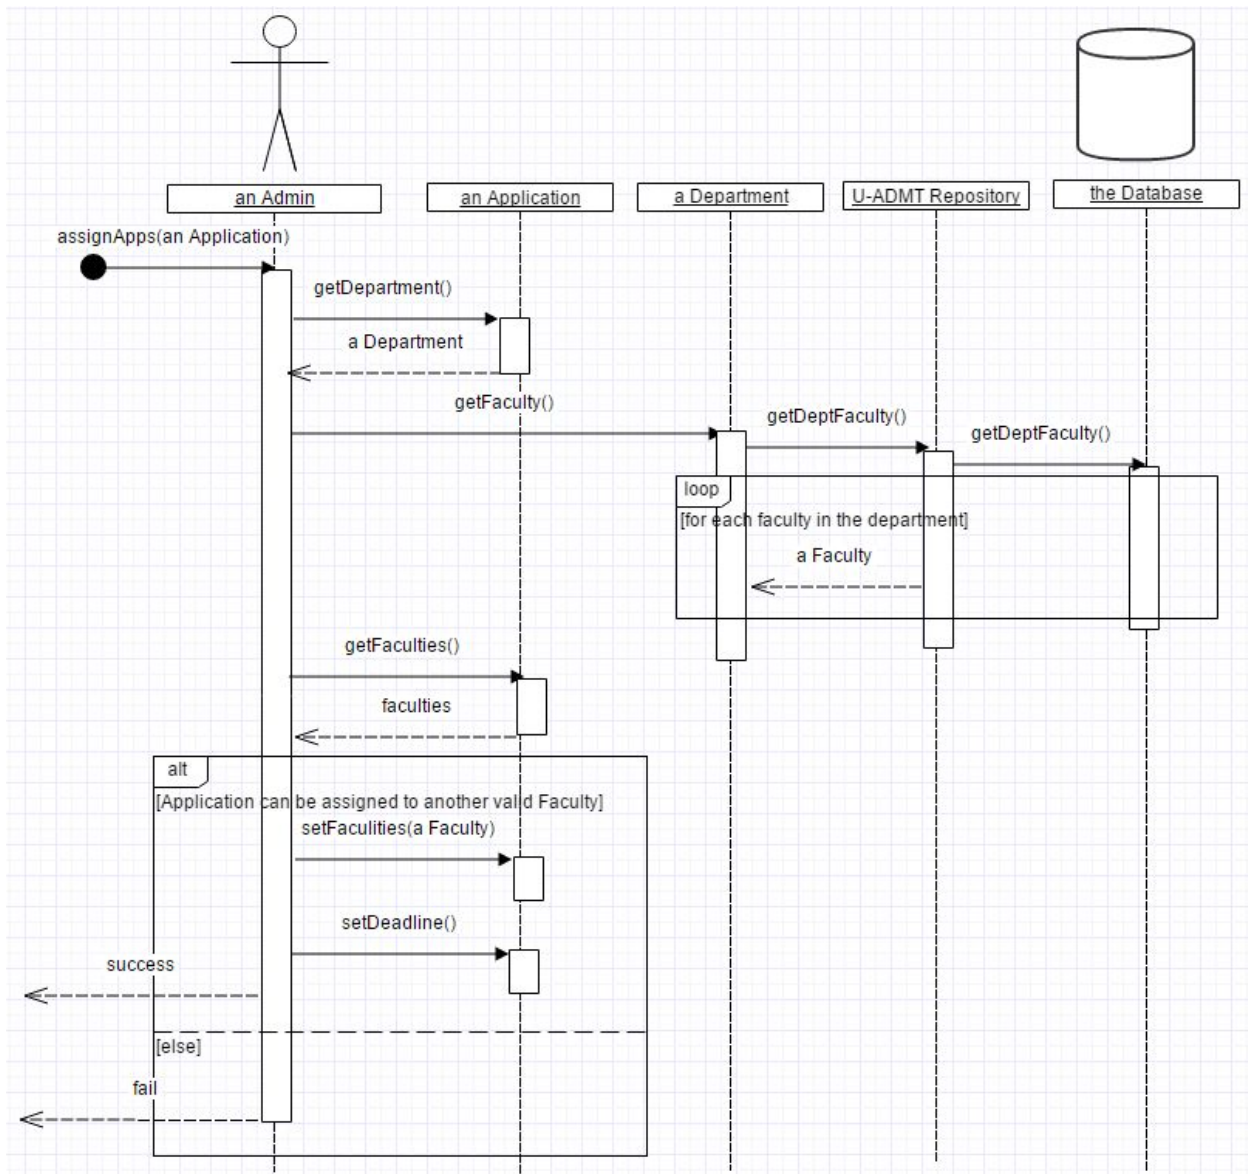 an Admin
an Application
a Department
U-ADMT Repository
the Database
assignApps(an Application)
getDepartment()
a Department
getFaculty()
getDeptFaculty()
getDeptFaculty()
loop
[for each faculty in the department]
a Faculty
getFaculties()
faculties
alt
[Application can be assigned to another valid Faculty]
setFaculities(a Faculty)
setDeadline()
success
[else]
fail